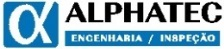 α ALPHATEC
ENGENHARIA / INSPEÇÃO